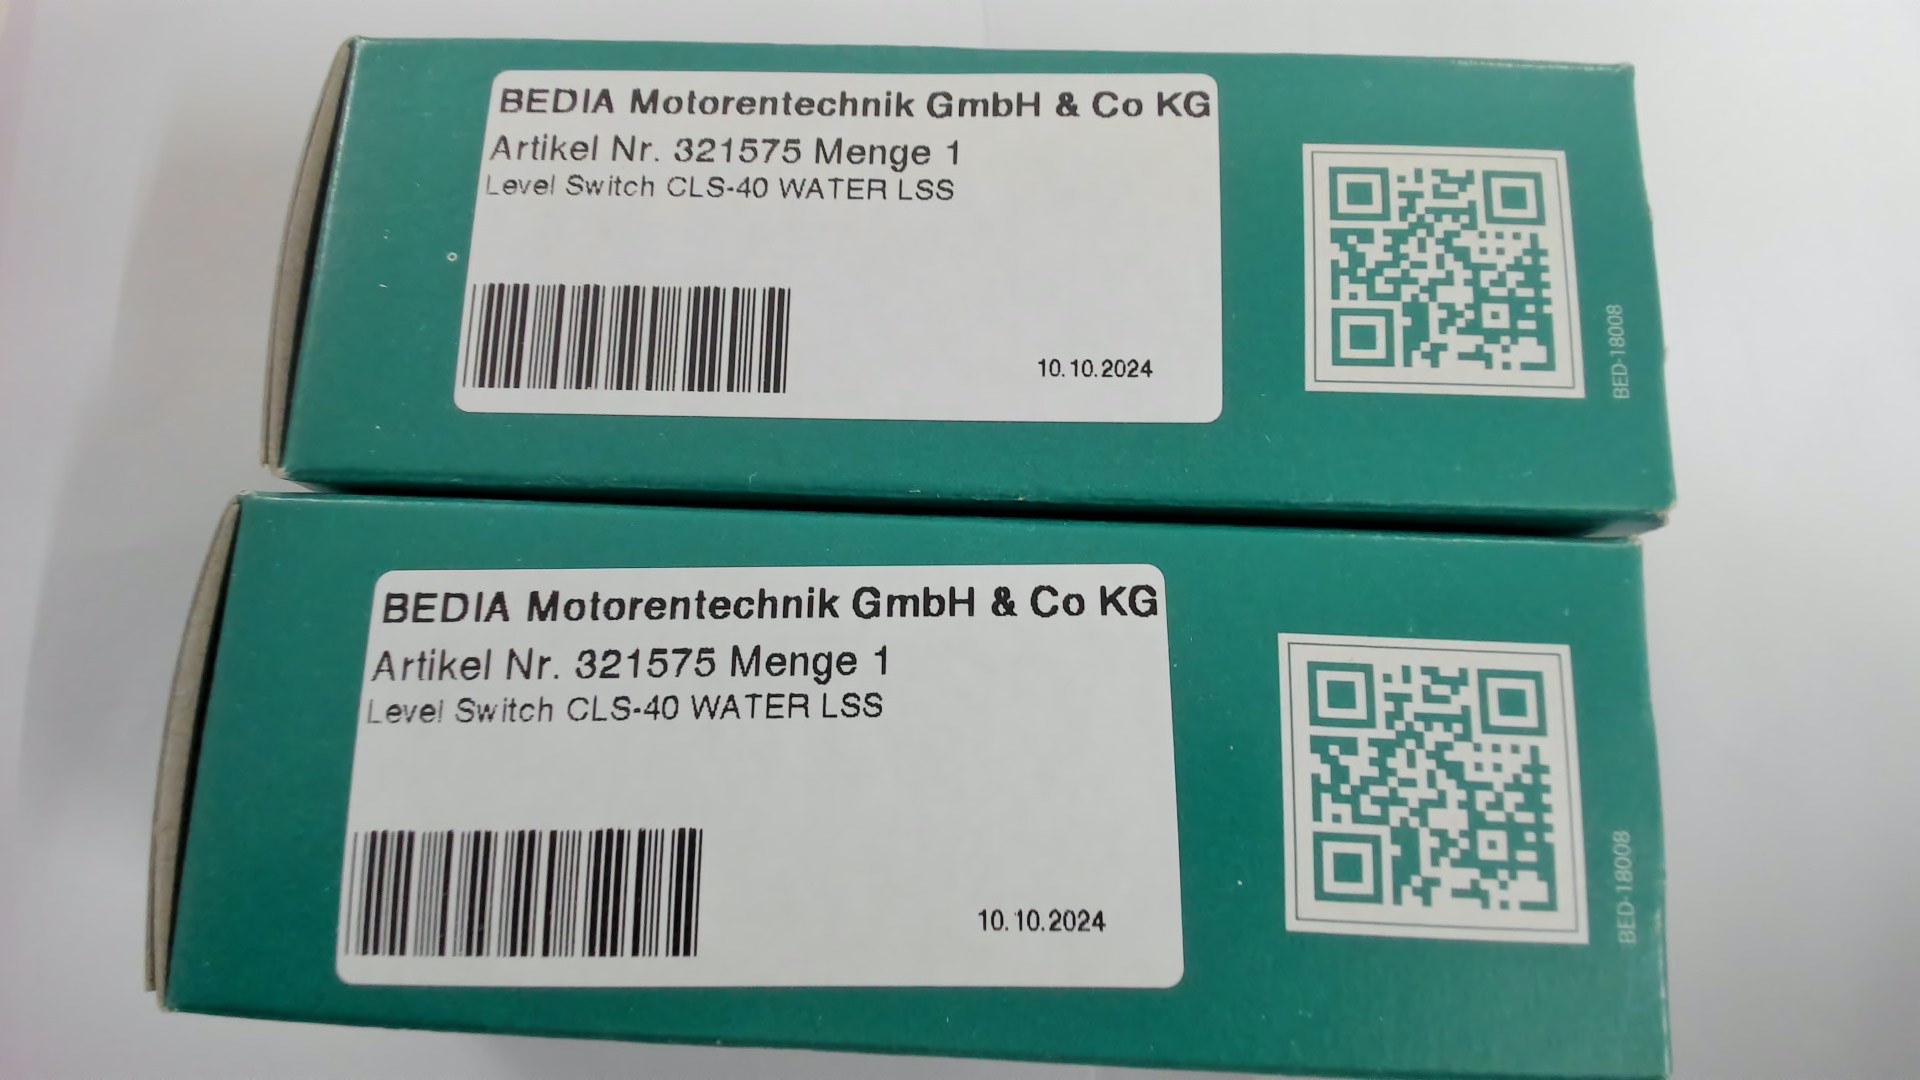 BEDIA Motorentechnik GmbH & Co KG
Artikel Nr. 321575 Menge 1
Level Switch CLS-40 WATER LSS
10.10.2024
BED-18008
BEDIA Motorentechnik GmbH & Co KG
Artikel Nr. 321575 Menge 1
Level Switch CLS-40 WATER LSS
10.10.2024
BED-18008